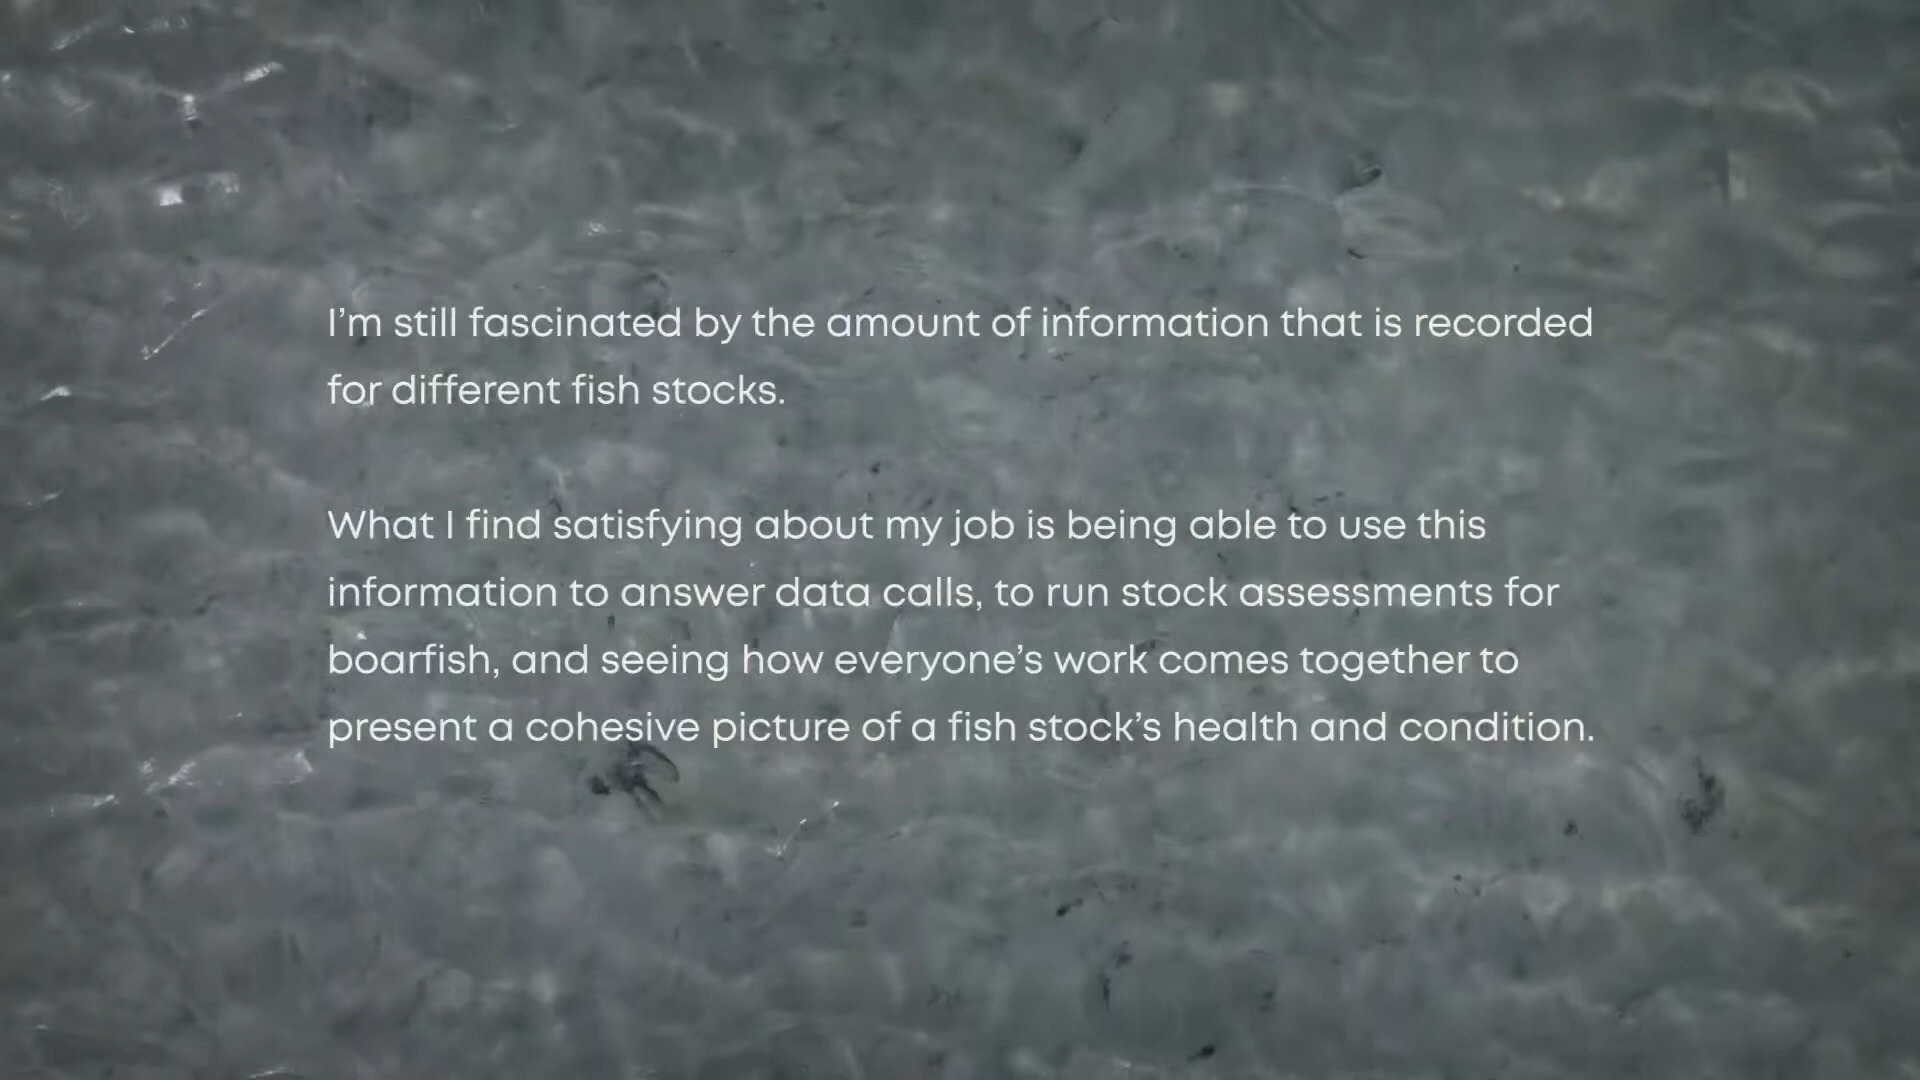 I’m still fascinated by the amount of information that is recorded
for different fish stocks.
What I find satisfying about my job is being able to use this
information to answer data calls, to run stock assessments for
boarfish, and seeing how everyone’s work comes together to
present a cohesive picture of a fish stock’s health and condition.